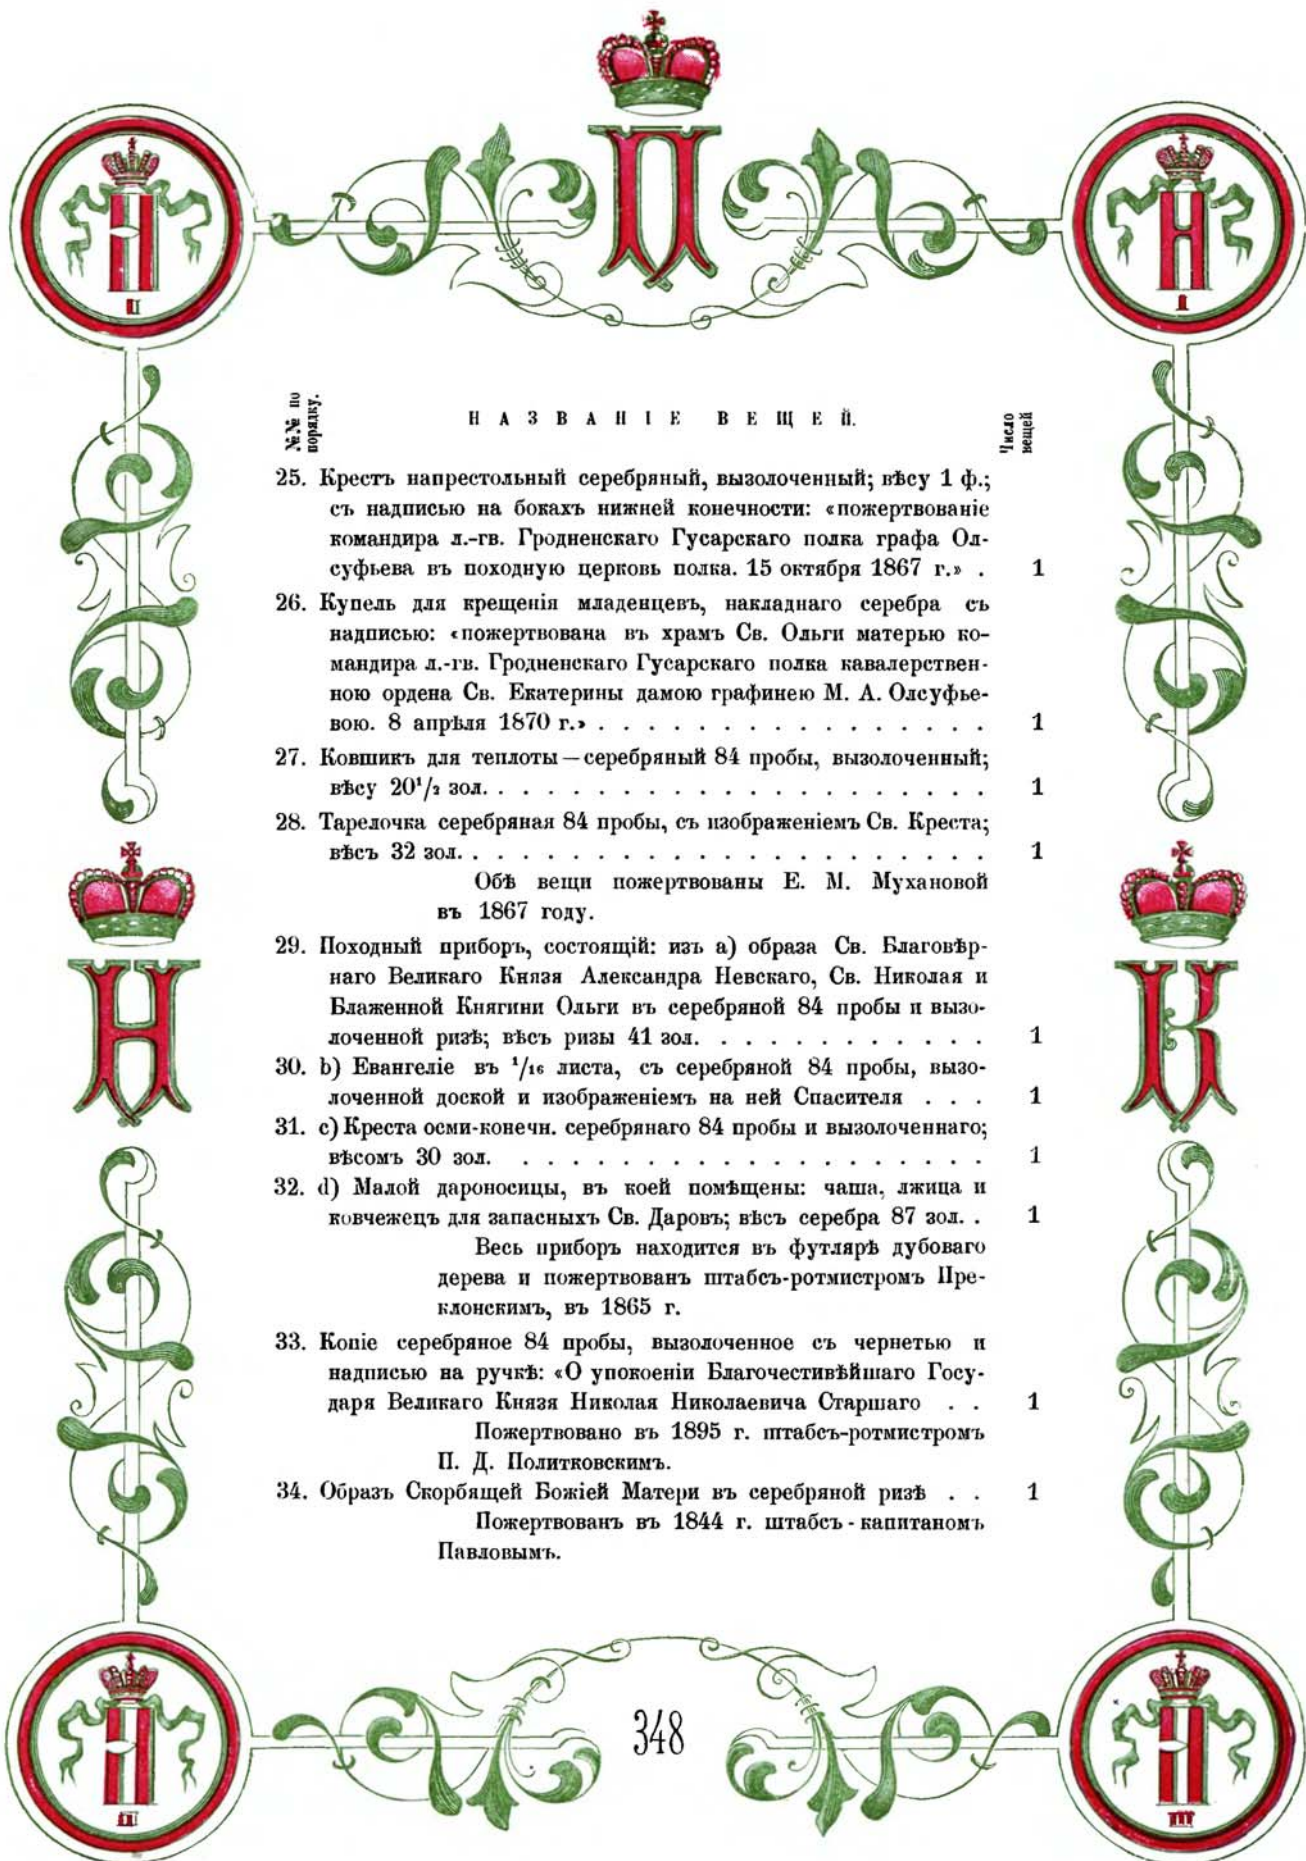 П
№№ по порядку.
НАЗВАНІЕ ВЕЩЕЙ.
Число вещей
25. Крестъ напрестольный серебряный, вызолоченный; вѣсу 1 ф.;
съ надписью на бокахъ нижней конечности: «пожертвованіе
командира л.-гв. Гродненскаго Гусарскаго полка графа Ол-
суфьева въ походную церковь полка. 15 октября 1867 г.» . 1
26. Купель для крещенія младенцевъ, накладнаго серебра съ
надписью: «пожертвована въ храмъ Св. Ольги матерью ко-
мандира л.-гв. Гродненскаго Гусарскаго полка кавалерствен-
ною ордена Св. Екатерины дамою графинею М. А. Олсуфье-
вою. 8 апрѣля 1870 г.» . . . . . . . . . . . . . . . . . 1
27. Ковшикъ для теплоты — серебряный 84 пробы, вызолоченный;
вѣсу 20¹/₂ зол. . . . . . . . . . . . . . . . . . . . . 1
28. Тарелочка серебряная 84 пробы, съ изображеніемъ Св. Креста;
вѣсъ 32 зол. . . . . . . . . . . . . . . . . . . . . . 1
Обѣ вещи пожертвованы Е. М. Мухановой
въ 1867 году.
29. Походный приборъ, состоящій: изъ a) образа Св. Благовѣр-
наго Великаго Князя Александра Невскаго, Св. Николая и
Блаженной Княгини Ольги въ серебряной 84 пробы и вызо-
лоченной ризѣ; вѣсъ ризы 41 зол. . . . . . . . . . . . . 1
30. b) Евангеліе въ ¹/₁₆ листа, съ серебряной 84 пробы, вызо-
лоченной доской и изображеніемъ на ней Спасителя . . . 1
31. c) Креста осми-конечн. серебрянаго 84 пробы и вызолоченнаго;
вѣсомъ 30 зол. . . . . . . . . . . . . . . . . . . . 1
32. d) Малой дароносицы, въ коей помѣщены: чаша, лжица и
ковчежецъ для запасныхъ Св. Даровъ; вѣсъ серебра 87 зол. . 1
Весь приборъ находится въ футлярѣ дубоваго
дерева и пожертвованъ штабсъ-ротмистромъ Пре-
клонскимъ, въ 1865 г.
33. Копіе серебряное 84 пробы, вызолоченное съ чернетью и
надписью на ручкѣ: «О упокоеніи Благочестивѣйшаго Госу-
даря Великаго Князя Николая Николаевича Старшаго . . 1
Пожертвовано въ 1895 г. штабсъ-ротмистромъ
П. Д. Политковскимъ.
34. Образъ Скорбящей Божіей Матери въ серебряной ризѣ . . 1
Пожертвованъ въ 1844 г. штабсъ-капитаномъ
Павловымъ.
348